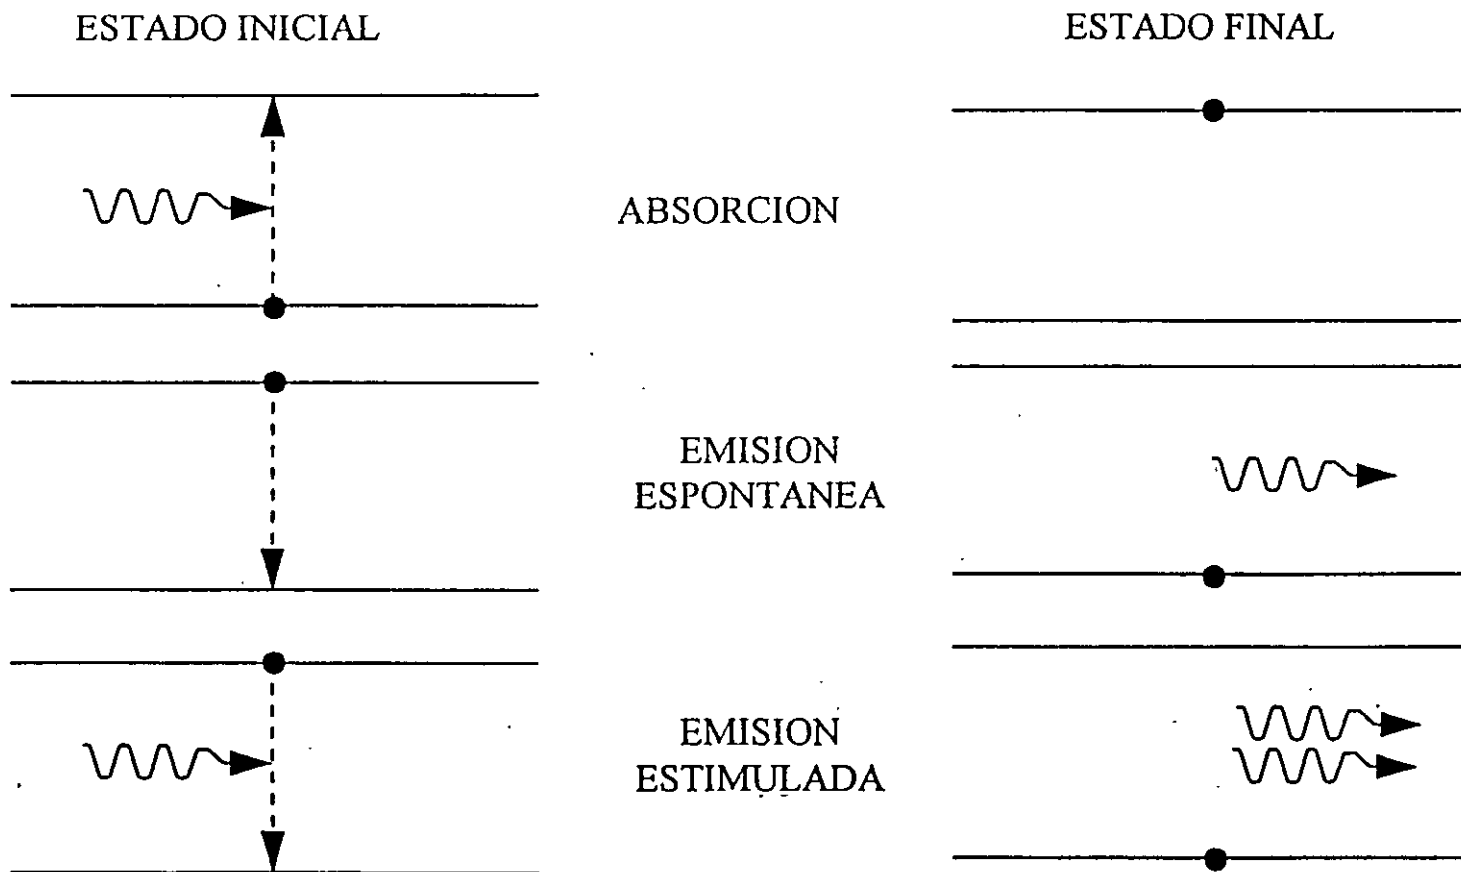 ESTADO INICIAL
ESTADO FINAL
ABSORCION
EMISION
ESPONTANEA
EMISION
ESTIMULADA